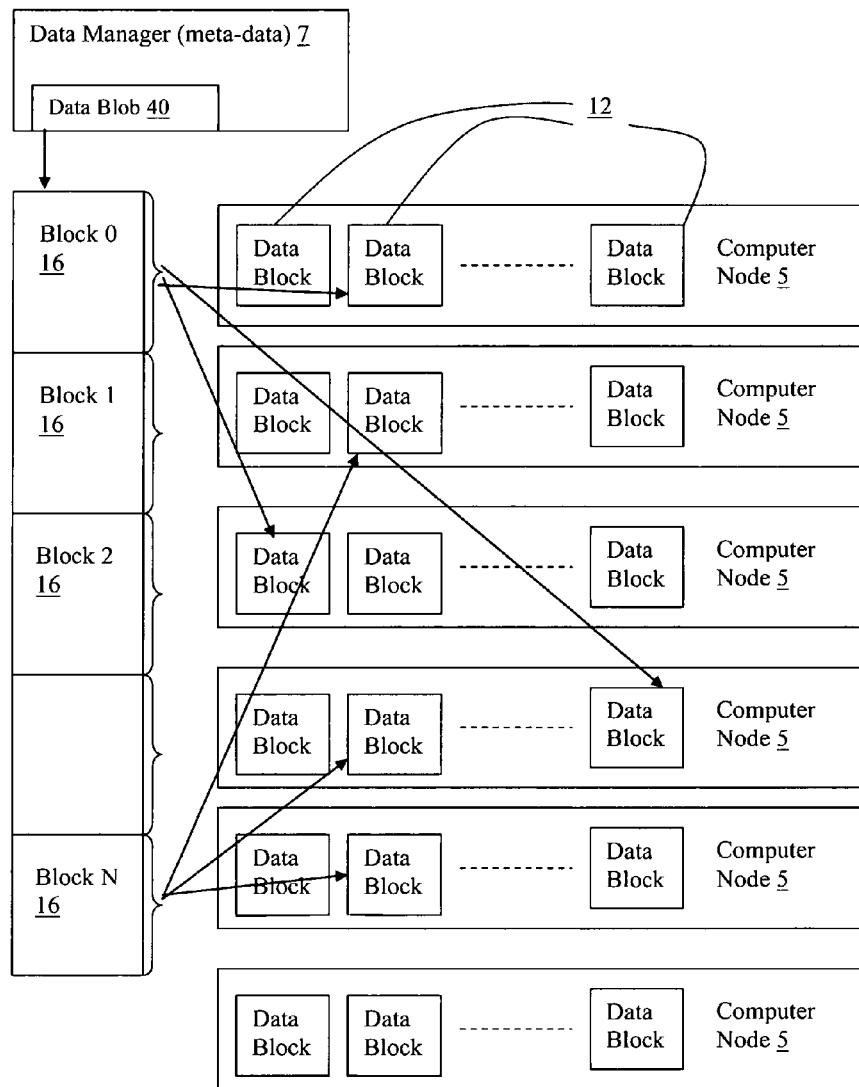 Data Manager (meta-data) 7
Data Blob 40
12
Block 0
16
Data
Block
Data
Block
Data
Block
Computer
Node 5
Block 1
16
Data
Block
Data
Block
Data
Block
Computer
Node 5
Block 2
16
Data
Block
Data
Block
Data
Block
Computer
Node 5
Data
Block
Data
Block
Data
Block
Computer
Node 5
Block N
16
Data
Block
Data
Block
Data
Block
Computer
Node 5
Data
Block
Data
Block
Data
Block
Computer
Node 5